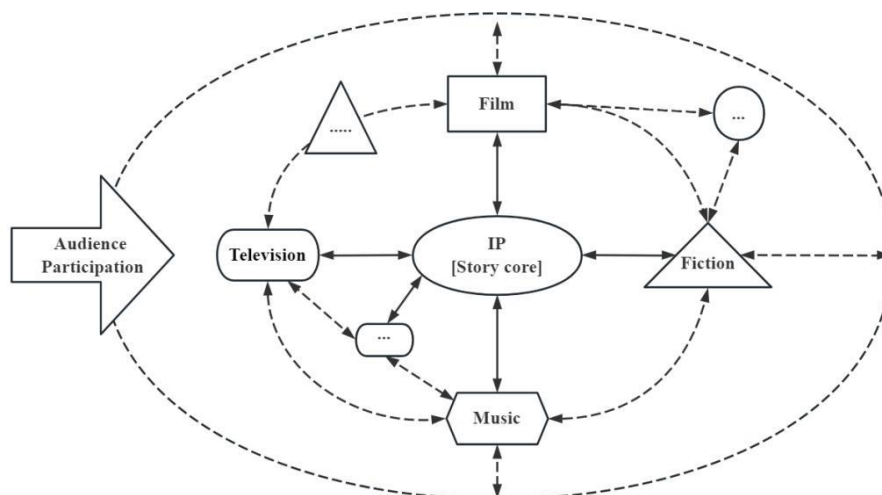 Film
...
.....
Audience
Participation
Television
IP
[Story core]
Fiction
...
Music